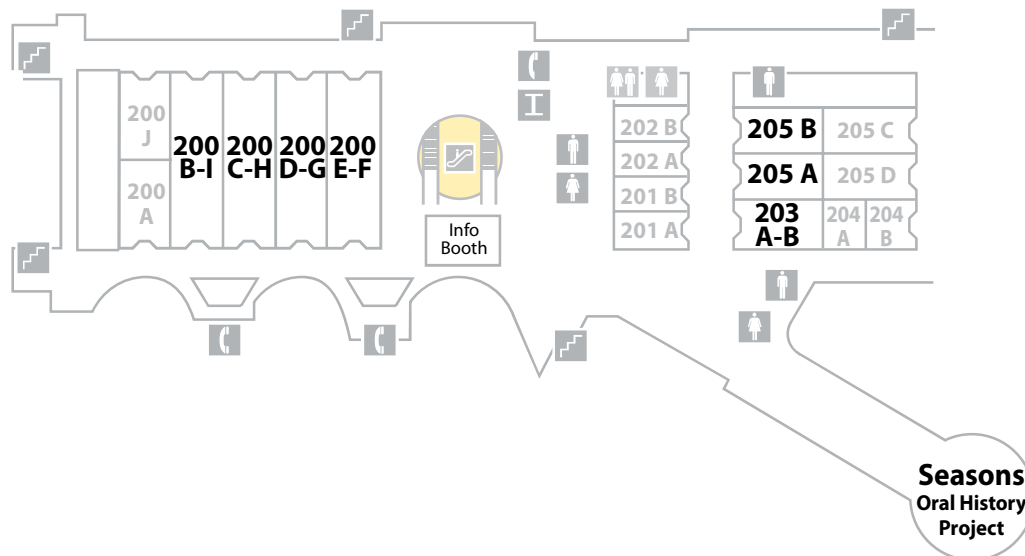 200
J
200
A
200
B-I
200
C-H
200
D-G
200
E-F
Info
Booth
202 B
202 A
201 B
201 A
205 B
205 C
205 A
205 D
203
A-B
204
A
204
B
Seasons
Oral History
Project